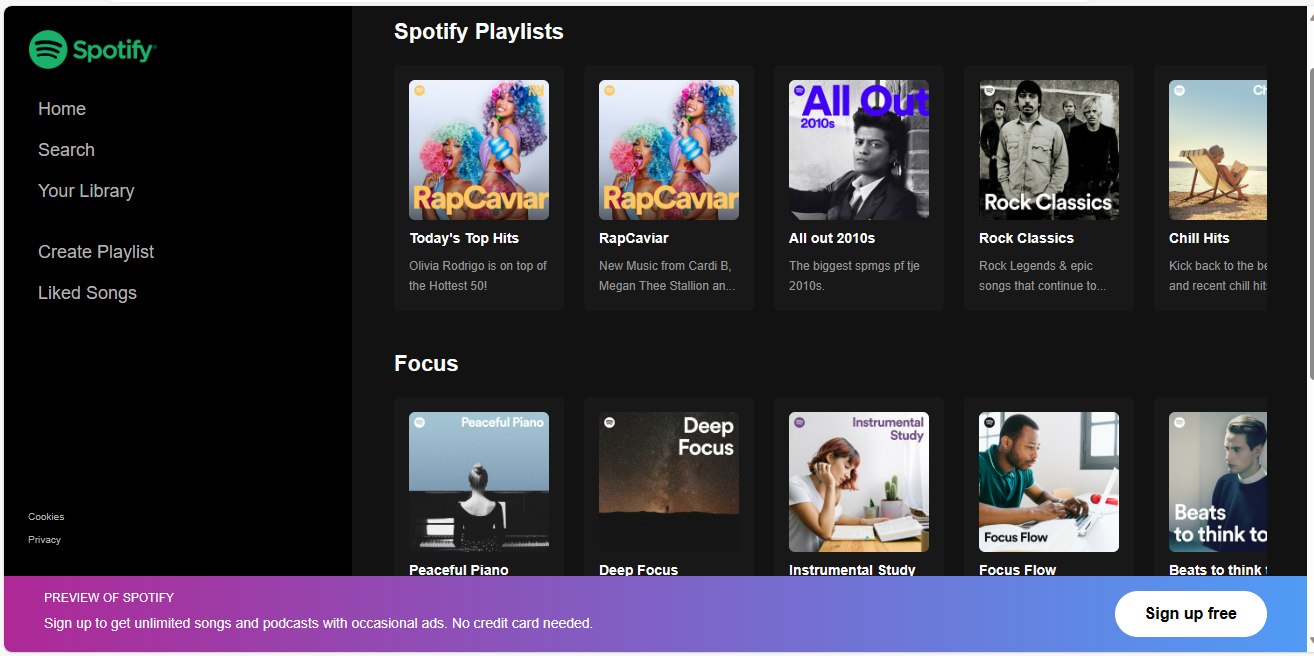 Spotify
Home
Search
Your Library
Create Playlist
Liked Songs
Cookies
Privacy
Spotify Playlists
RapCaviar
Today's Top Hits
Olivia Rodrigo is on top of
the Hottest 50!
RapCaviar
RapCaviar
New Music from Cardi B,
Megan Thee Stallion an...
All Out
2010s
All out 2010s
The biggest spmgs pf tje
2010s.
Rock Classics
Rock Classics
Rock Legends & epic
songs that continue to...
Chill Hits
Kick back to the be
and recent chill hit
Focus
Peaceful Piano
Peaceful Piano
Deep
Focus
Deep Focus
Instrumental
Study
Instrumental Study
Focus Flow
Focus Flow
Beats
to think to
Beats to think
PREVIEW OF SPOTIFY
Sign up to get unlimited songs and podcasts with occasional ads. No credit card needed.
Sign up free